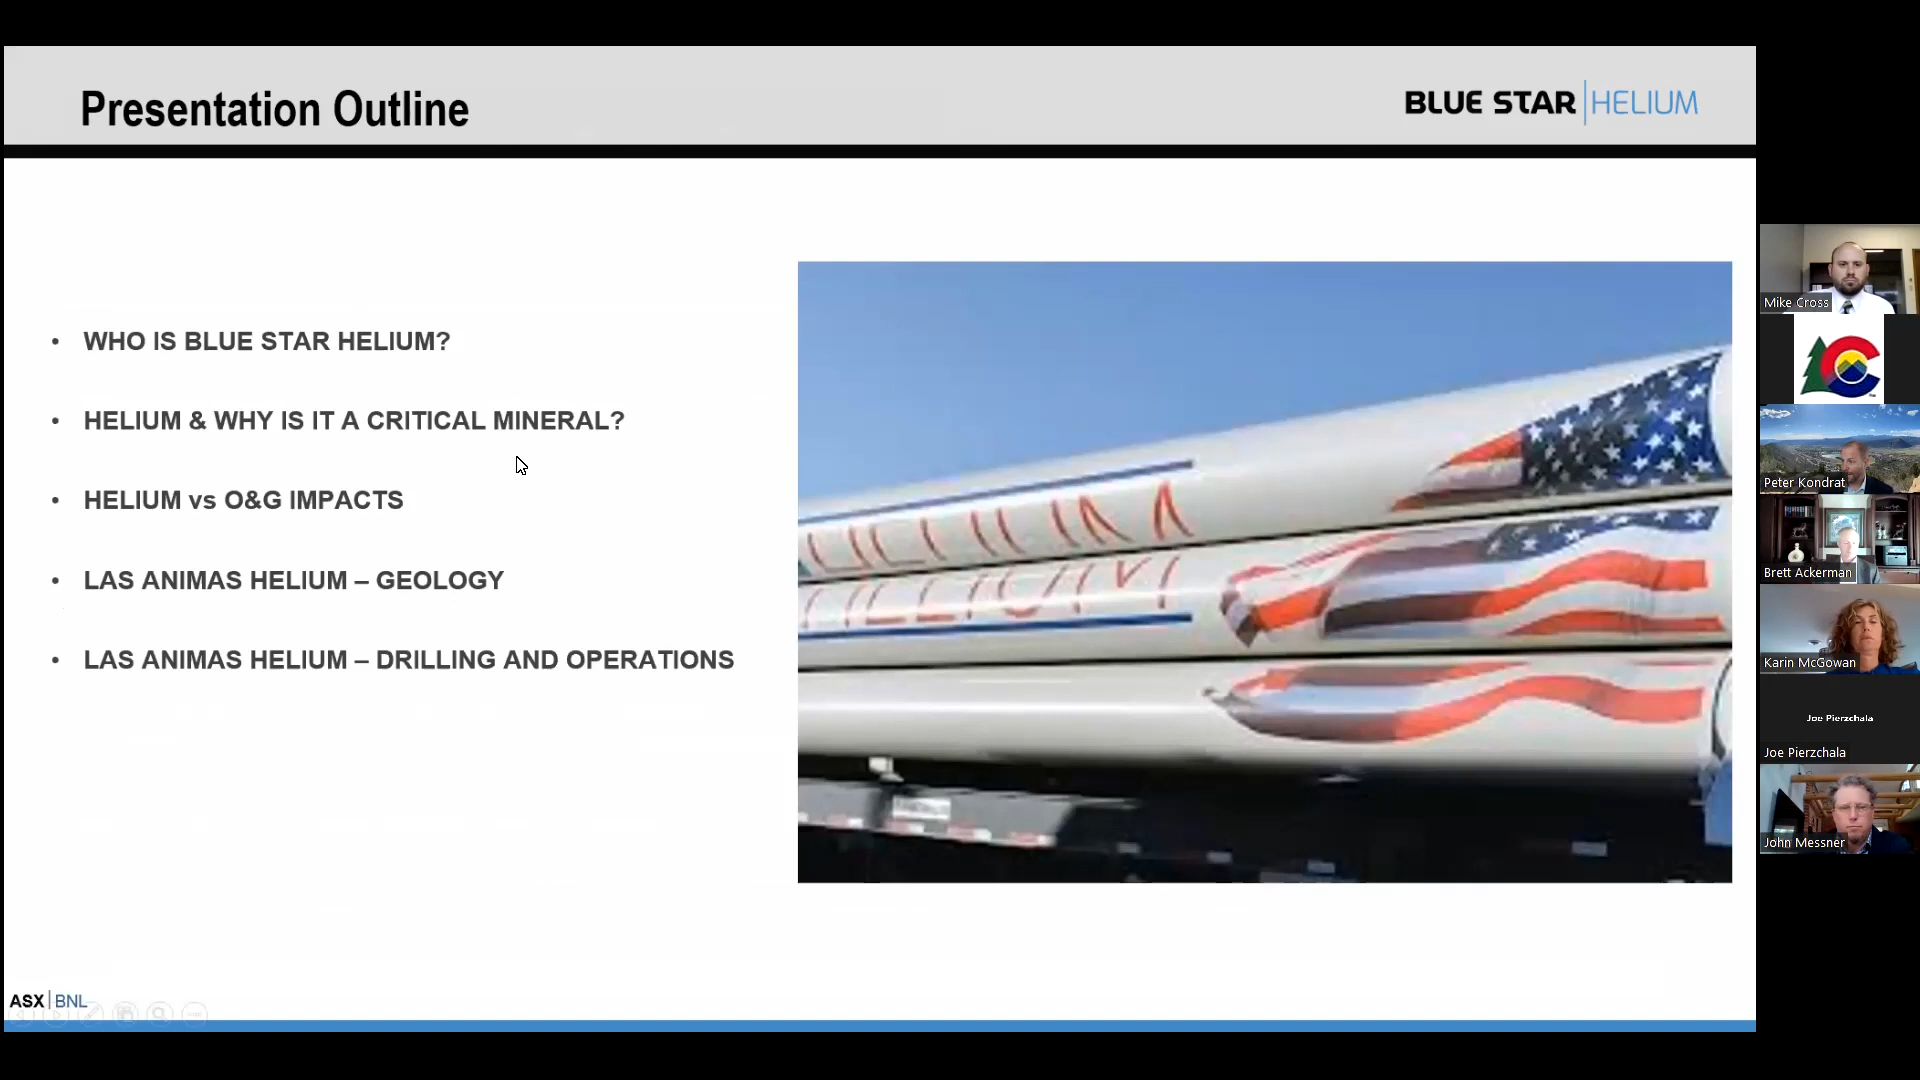 Presentation Outline
BLUE STAR HELIUM
• WHO IS BLUE STAR HELIUM?
• HELIUM & WHY IS IT A CRITICAL MINERAL?
• HELIUM vs O&G IMPACTS
• LAS ANIMAS HELIUM – GEOLOGY
• LAS ANIMAS HELIUM – DRILLING AND OPERATIONS
ASX BNL
Mike Cross
Peter Kondrat
Brett Ackerman
Karin McGowan
Joe Pierzchala
Joe Pierzchala
John Messner